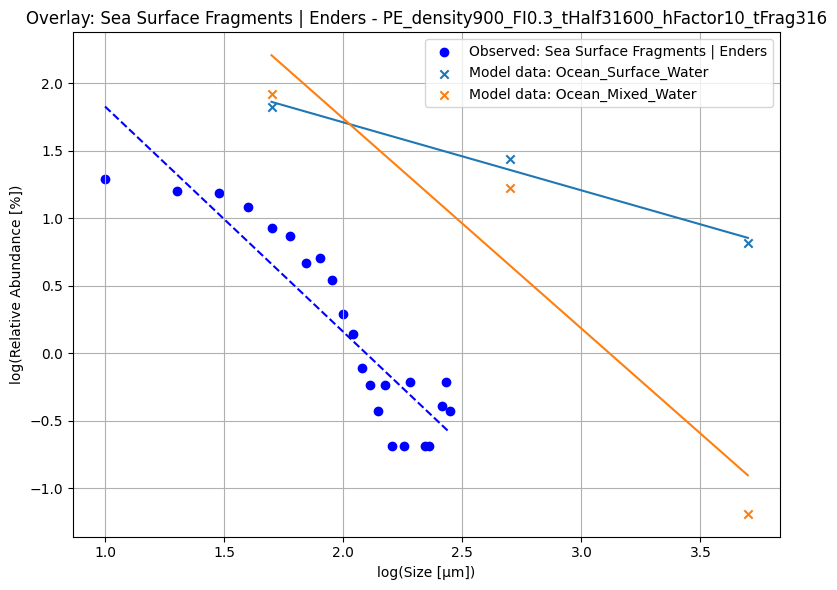 Overlay: Sea Surface Fragments | Enders - PE_density900_FI0.3_tHalf31600_hFactor10_tFrag316
Observed: Sea Surface Fragments | Enders
Model data: Ocean_Surface_Water
Model data: Ocean_Mixed_Water
log(Relative Abundance [%])
2.0
1.5
1.0
0.5
0.0
−0.5
−1.0
1.0 1.5 2.0 2.5 3.0 3.5
log(Size [μm])